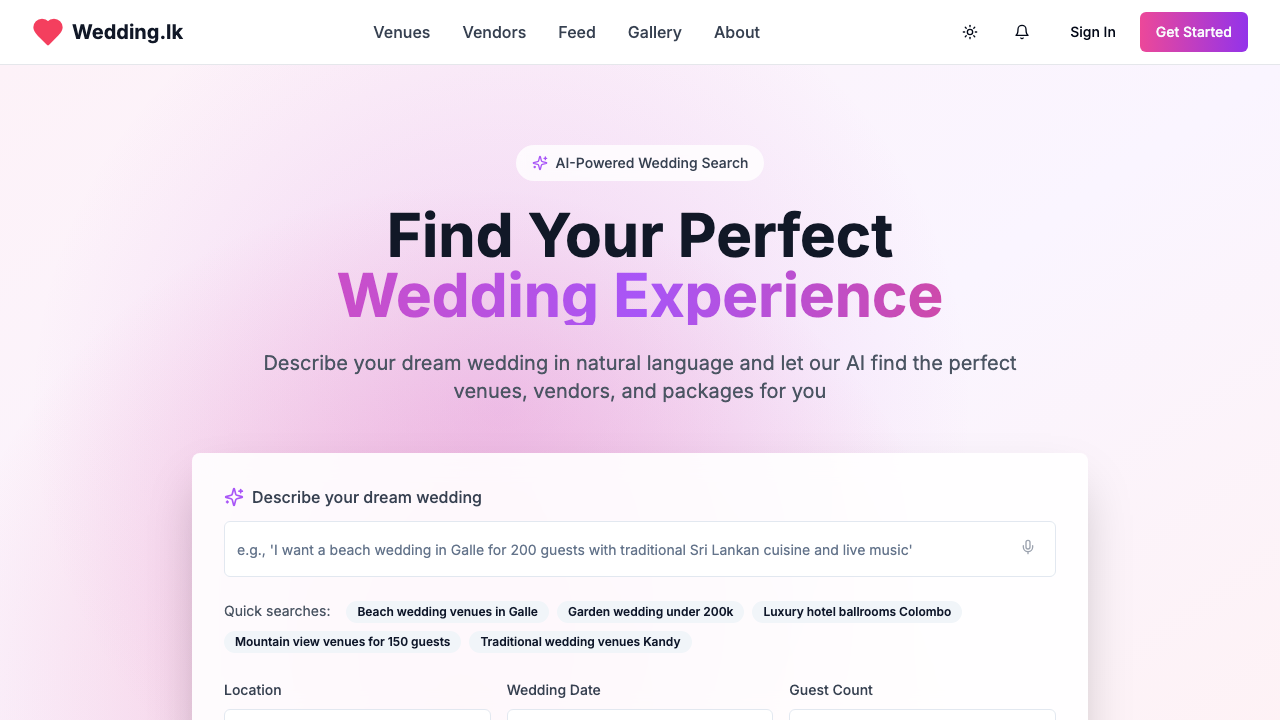 Wedding.lk
Venues
Vendors
Feed
Gallery
About
Sign In
Get Started
AI-Powered Wedding Search
Find Your Perfect
Wedding Experience
Describe your dream wedding in natural language and let our AI find the perfect
venues, vendors, and packages for you
Describe your dream wedding
e.g., 'I want a beach wedding in Galle for 200 guests with traditional Sri Lankan cuisine and live music'
Quick searches:
Beach wedding venues in Galle
Garden wedding under 200k
Luxury hotel ballrooms Colombo
Mountain view venues for 150 guests
Traditional wedding venues Kandy
Location
Wedding Date
Guest Count